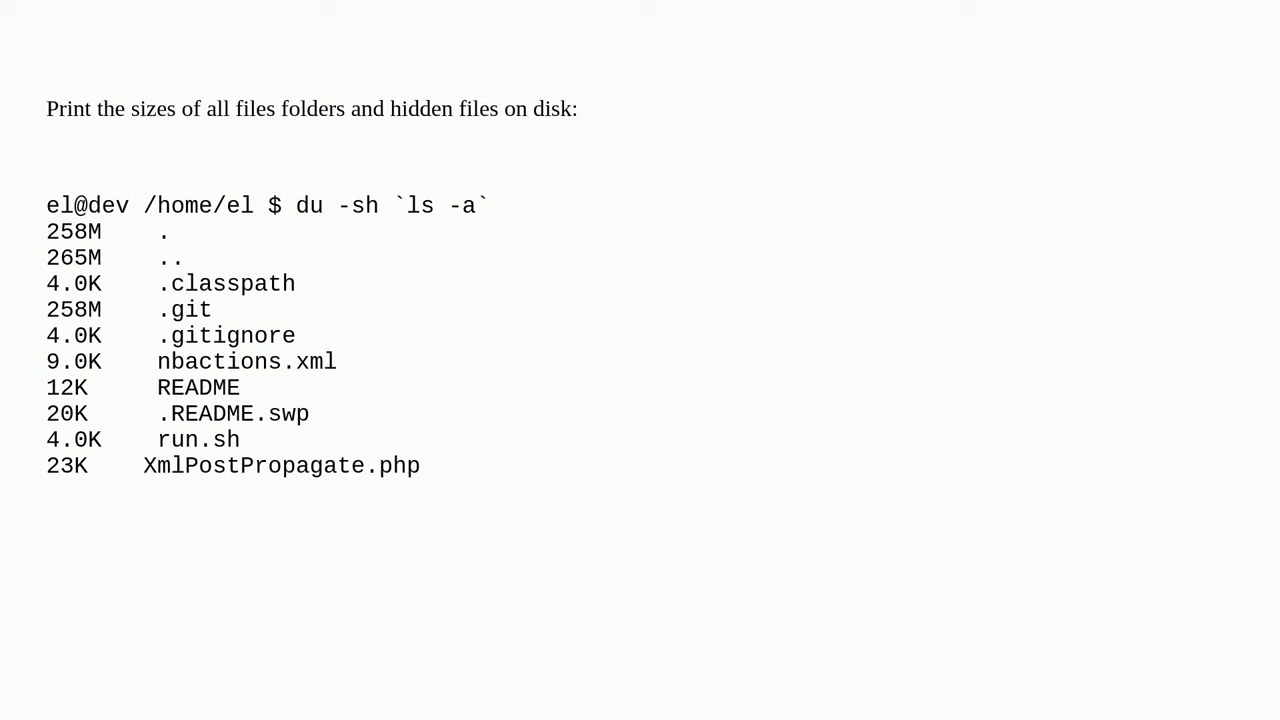 Print the sizes of all files folders and hidden files on disk:
el@dev /home/el $ du -sh `ls -a`
258M    .
265M    ..
4.0K    .classpath
258M    .git
4.0K    .gitignore
9.0K    nbactions.xml
12K     README
20K     .README.swp
4.0K    run.sh
23K    XmlPostPropagate.php